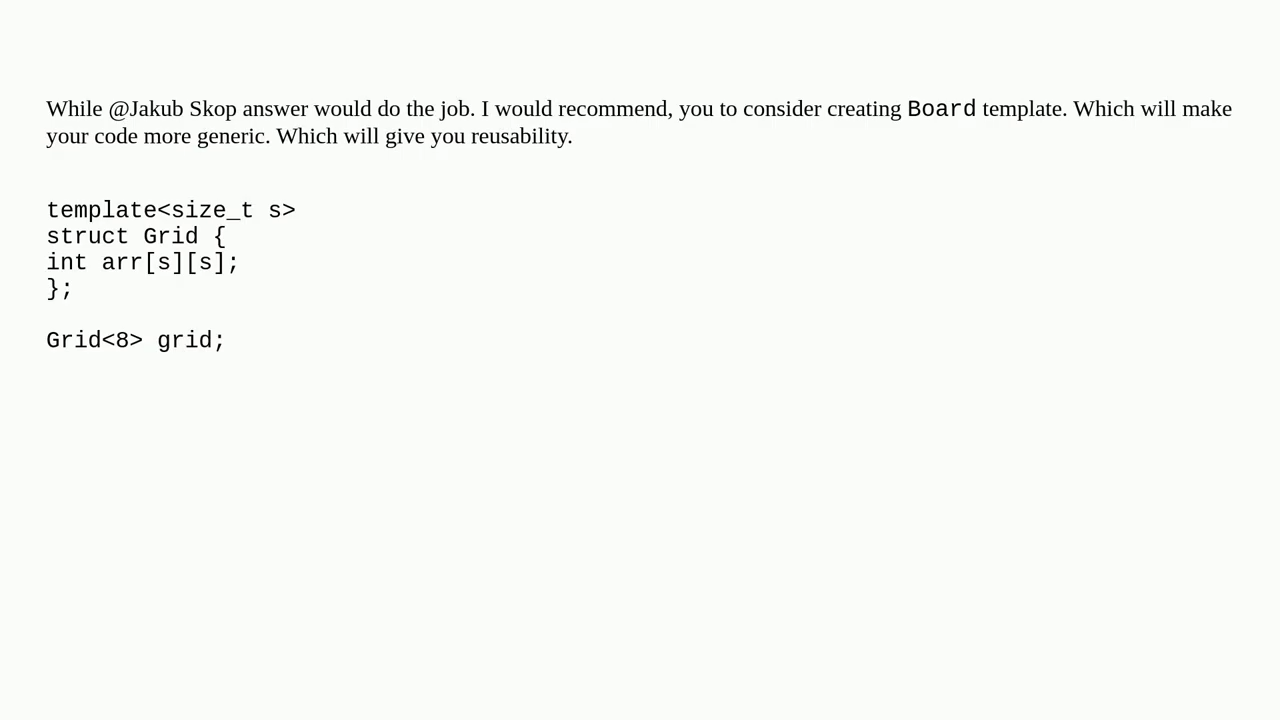 While @Jakub Skop answer would do the job. I would recommend, you to consider creating Board template. Which will make
your code more generic. Which will give you reusability.
template<size_t s>
struct Grid {
int arr[s][s];
};
Grid<8> grid;